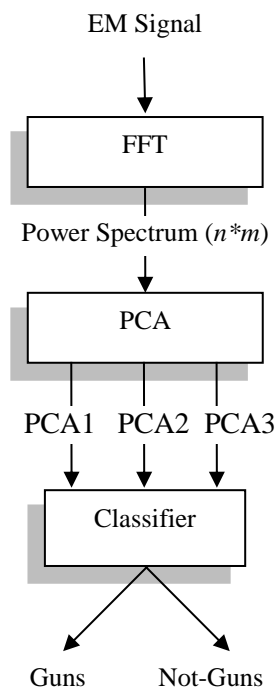 EM Signal
FFT
Power Spectrum (n*m)
PCA
PCA1 PCA2 PCA3
Classifier
Guns Not-Guns